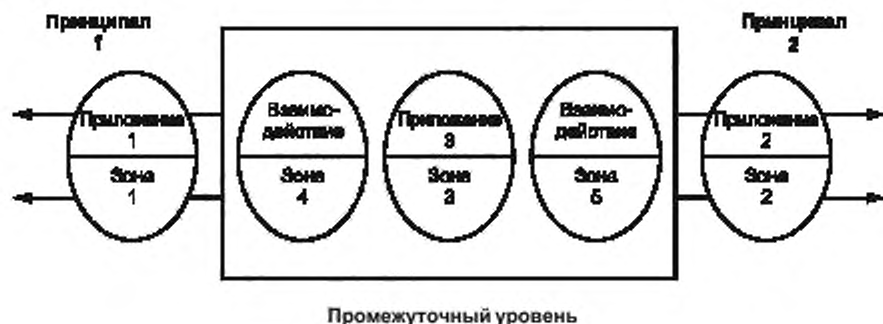 Принципал
1
Принципал
2
Приложение
1
Зона
1
Взаимо-
действие
Зона
4
Приложение
3
Зона
3
Взаимо-
действие
Зона
5
Приложение
2
Зона
2
Промежуточный уровень